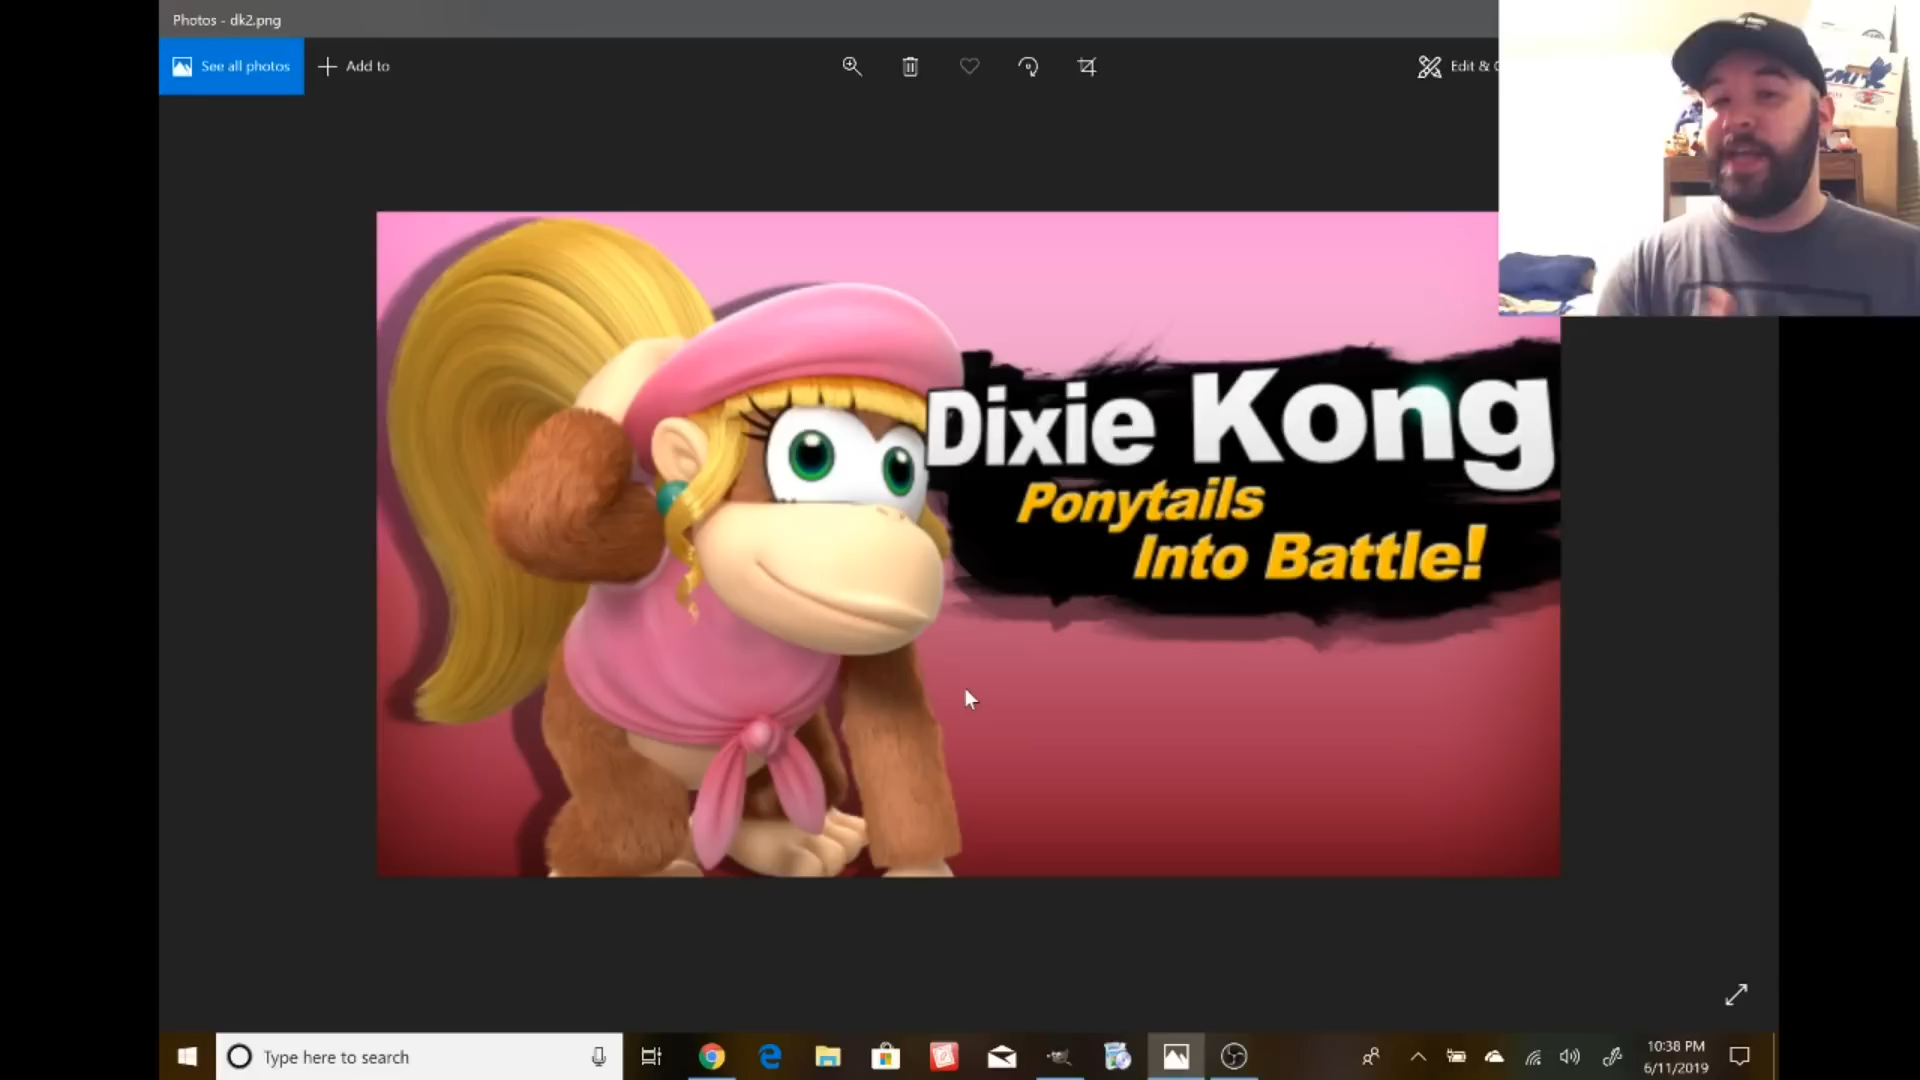 Photos - dk2.png
See all photos
Add to
Edit & C
Dixie Kong
Ponytails
Into Battle!
Type here to search
10:38 PM
6/11/2019